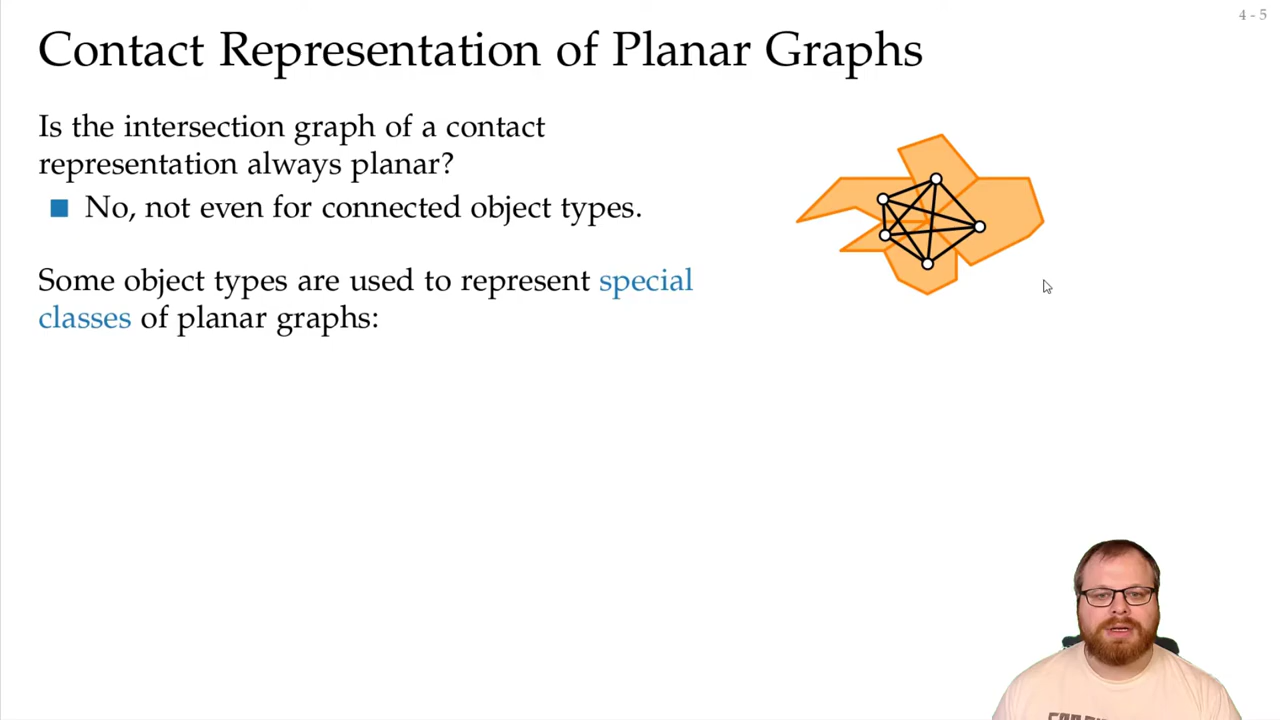 4 - 5
Contact Representation of Planar Graphs
Is the intersection graph of a contact
representation always planar?
No, not even for connected object types.
Some object types are used to represent special
classes of planar graphs: